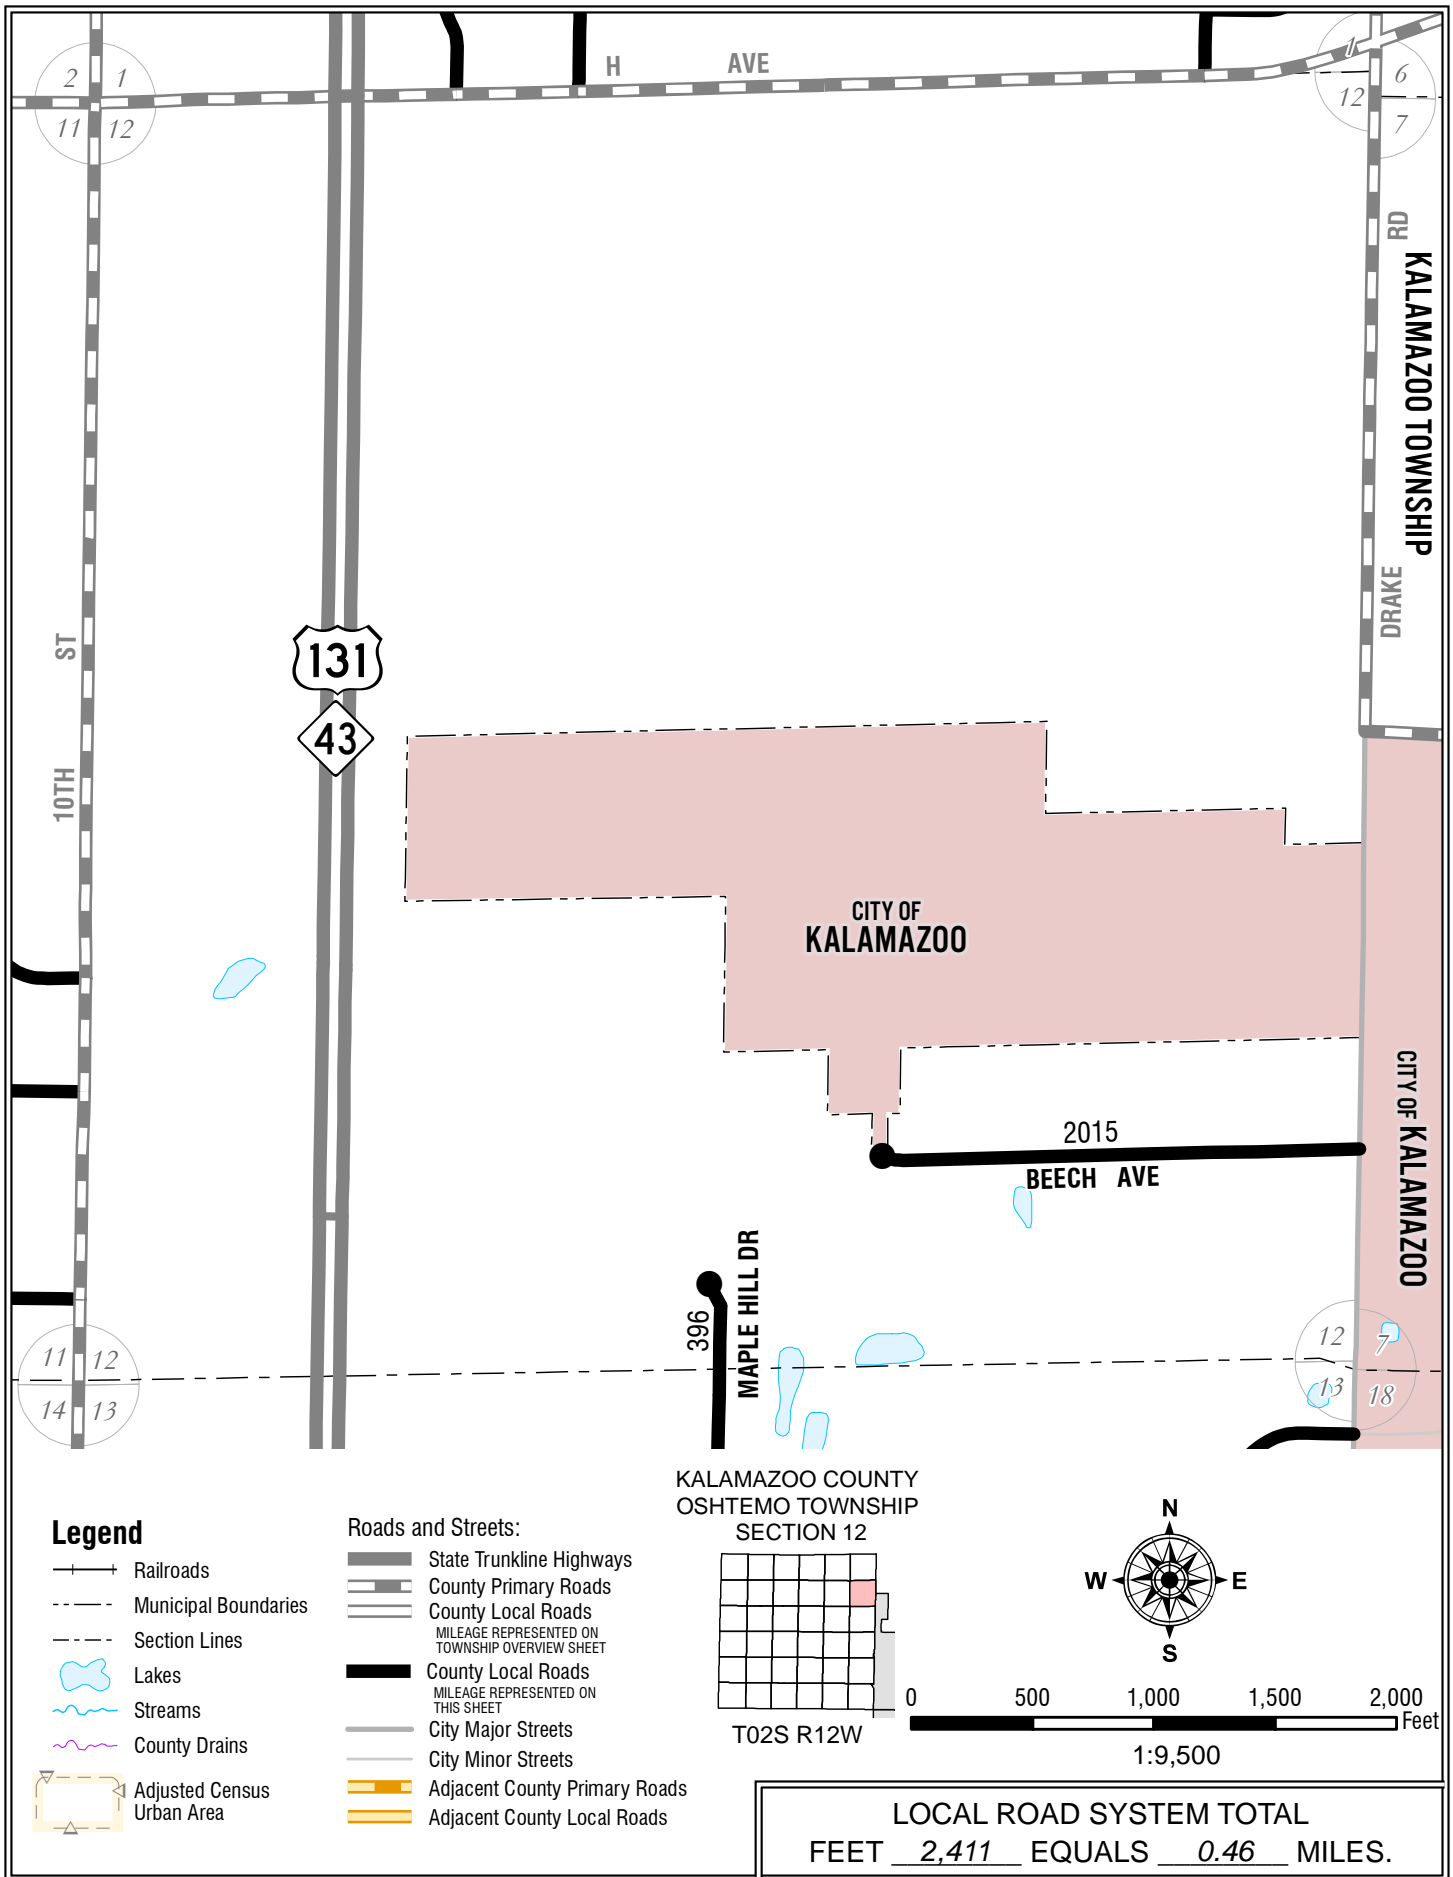 H AVE
2 1
11 12
1 6
12 7
RD
KALAMAZOO TOWNSHIP
DRAKE
ST
10TH
131
43
CITY OF
KALAMAZOO
CITY OF KALAMAZOO
2015
BEECH AVE
MAPLE HILL DR
396
11 12
14 13
12 7
13 18
KALAMAZOO COUNTY
OSHTEMO TOWNSHIP
SECTION 12
T02S R12W
Legend
Railroads
Municipal Boundaries
Section Lines
Lakes
Streams
County Drains
Adjusted Census
Urban Area
Roads and Streets:
State Trunkline Highways
County Primary Roads
County Local Roads
MILEAGE REPRESENTED ON
TOWNSHIP OVERVIEW SHEET
County Local Roads
MILEAGE REPRESENTED ON
THIS SHEET
City Major Streets
City Minor Streets
Adjacent County Primary Roads
Adjacent County Local Roads
N
W E
S
0 500 1,000 1,500 2,000
Feet
1:9,500
LOCAL ROAD SYSTEM TOTAL
FEET 2,411 EQUALS 0.46 MILES.